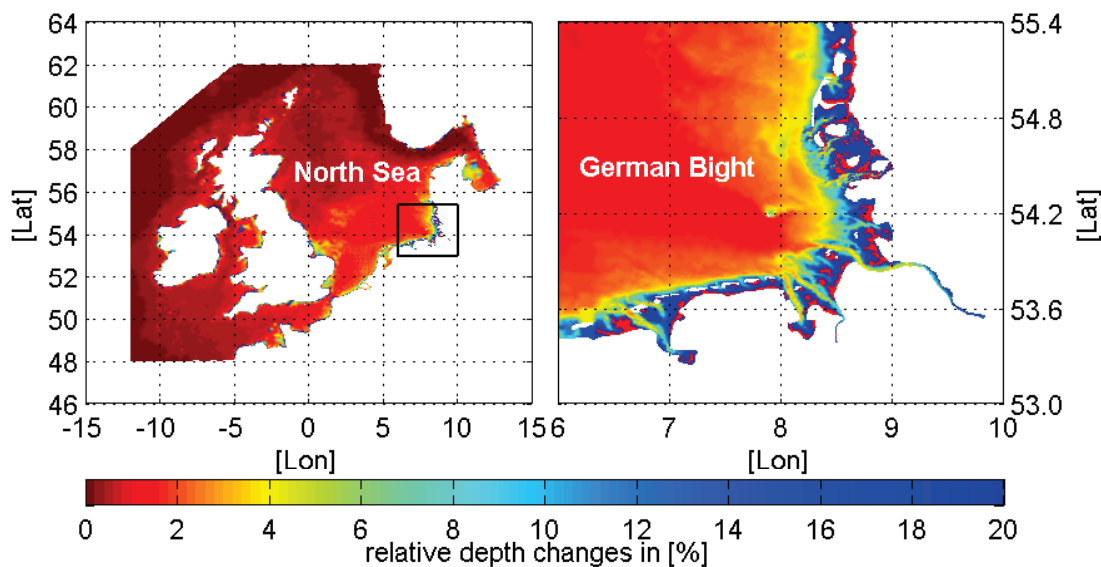 64
62
60
58
56
54
52
50
48
46
North Sea
-15 -10 -5 0 5 10 15
[Lon]
[Lat]
German Bight
55.4
54.8
54.2
53.6
53.0
6 7 8 9 10
[Lon]
[Lat]
0 2 4 6 8 10 12 14 16 18 20
relative depth changes in [%]